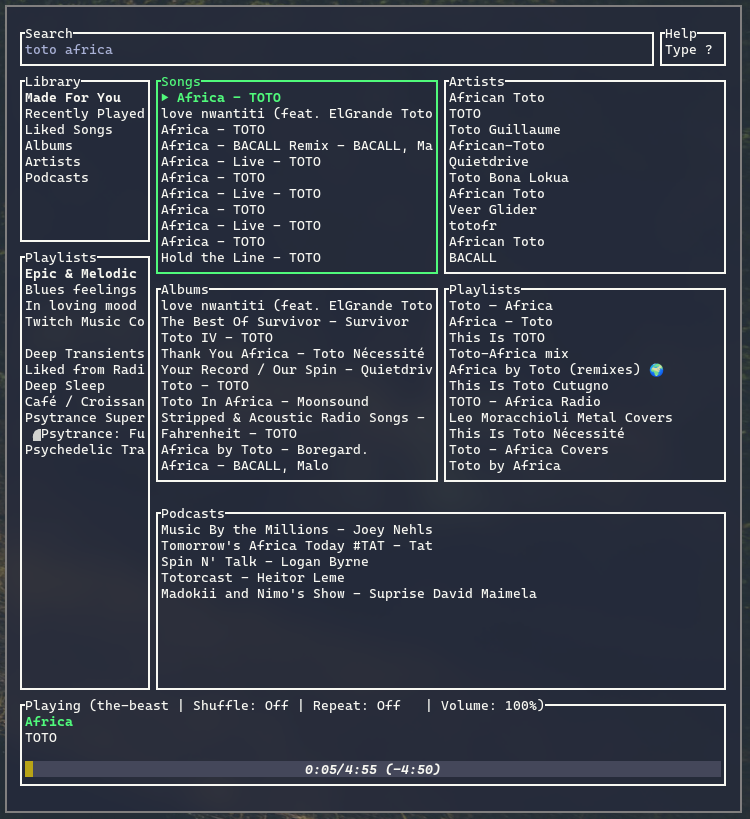 Search
toto africa
Help
Type ?
Library
Made For You
Recently Played
Liked Songs
Albums
Artists
Podcasts
Playlists
Epic & Melodic
Blues feelings
In loving mood
Twitch Music Co
Deep Transients
Liked from Radi
Deep Sleep
Café / Croissan
Psytrance Super
Psytrance: Fu
Psychedelic Tra
Songs
▶ Africa - TOTO
love nwantiti (feat. ElGrande Toto
Africa - TOTO
Africa - BACALL Remix - BACALL, Ma
Africa - Live - TOTO
Africa - TOTO
Africa - Live - TOTO
Africa - TOTO
Africa - Live - TOTO
Africa - TOTO
Hold the Line - TOTO
Artists
African Toto
TOTO
Toto Guillaume
African-Toto
Quietdrive
Toto Bona Lokua
African Toto
Veer Glider
totofr
African Toto
BACALL
Albums
love nwantiti (feat. ElGrande Toto
The Best Of Survivor - Survivor
Toto IV - TOTO
Thank You Africa - Toto Nécessité
Your Record / Our Spin - Quietdriv
Toto - TOTO
Toto In Africa - Moonsound
Stripped & Acoustic Radio Songs -
Fahrenheit - TOTO
Africa by Toto - Boregard.
Africa - BACALL, Malo
Playlists
Toto - Africa
Africa - Toto
This Is TOTO
Toto-Africa mix
Africa by Toto (remixes) 🌍
This Is Toto Cutugno
TOTO - Africa Radio
Leo Moracchioli Metal Covers
This Is Toto Nécessité
Toto - Africa Covers
Toto by Africa
Podcasts
Music By the Millions - Joey Nehls
Tomorrow's Africa Today #TAT - Tat
Spin N' Talk - Logan Byrne
Totorcast - Heitor Leme
Madokii and Nimo's Show - Suprise David Maimela
Playing (the-beast | Shuffle: Off | Repeat: Off | Volume: 100%)
Africa
TOTO
0:05/4:55 (-4:50)